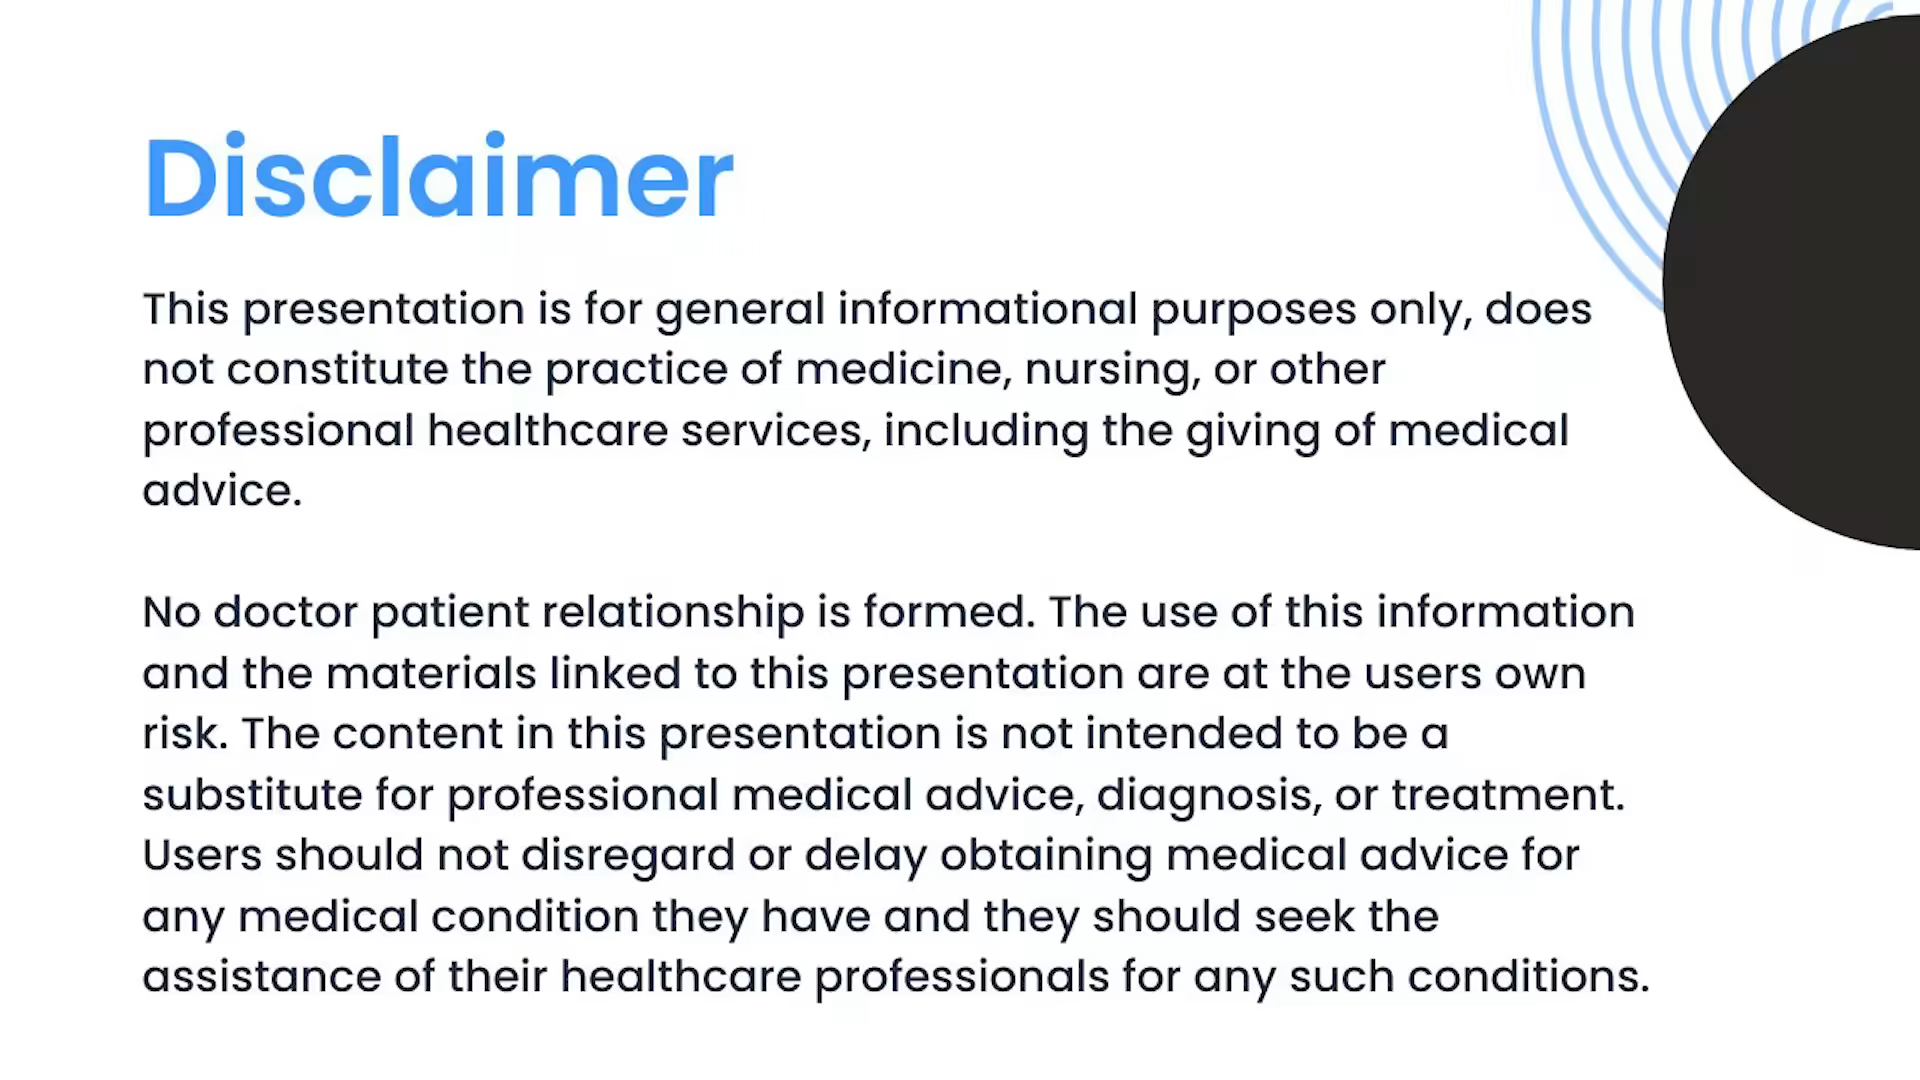 Disclaimer
This presentation is for general informational purposes only, does
not constitute the practice of medicine, nursing, or other
professional healthcare services, including the giving of medical
advice.
No doctor patient relationship is formed. The use of this information
and the materials linked to this presentation are at the users own
risk. The content in this presentation is not intended to be a
substitute for professional medical advice, diagnosis, or treatment.
Users should not disregard or delay obtaining medical advice for
any medical condition they have and they should seek the
assistance of their healthcare professionals for any such conditions.